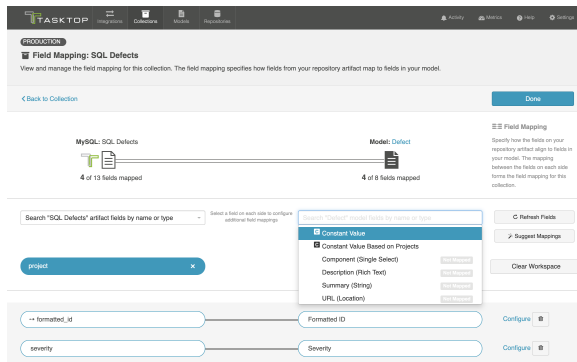 TASKTOP
Integrations
Collections
Models
Repositories
Activity
Metrics
Help
Settings
PRODUCTION
Field Mapping: SQL Defects
View and manage the field mapping for this collection. The field mapping specifies how fields from your repository artifact map to fields in your model.
Back to Collection
Done
MySQL: SQL Defects
Model: Defect
4 of 13 fields mapped
4 of 8 fields mapped
Field Mapping
Specify how the fields on your
repository artifact align to fields in
your model. The mapping
between the fields on each side
forms the field mapping for this
collection.
Search "SQL Defects" artifact fields by name or type
Select a field on each side to configure
additional field mappings
Search "Defect" model fields by name or type
Refresh Fields
Suggest Mappings
Clear Workspace
C Constant Value
C Constant Value Based on Projects
Component (Single Select) Not Mapped
Description (Rich Text) Not Mapped
Summary (String) Not Mapped
URL (Location) Not Mapped
project ×
↔ formatted_id
Formatted ID
Configure
severity
Severity
Configure